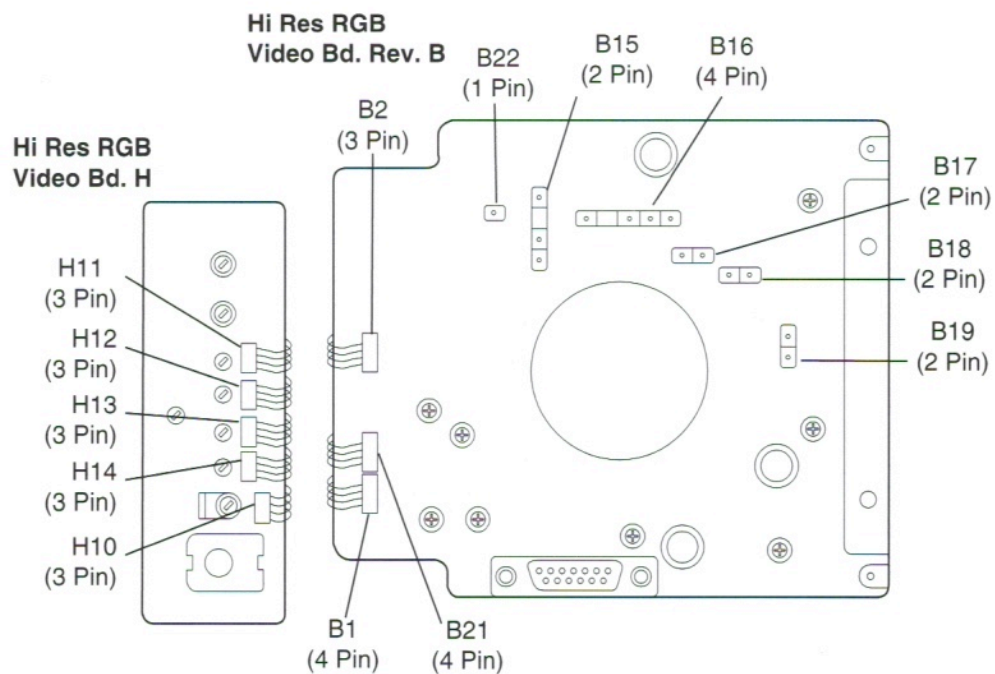 Hi Res RGB
Video Bd. Rev. B
B22
(1 Pin)
B15
(2 Pin)
B16
(4 Pin)
B2
(3 Pin)
Hi Res RGB
Video Bd. H
B17
(2 Pin)
B18
(2 Pin)
B19
(2 Pin)
H11
(3 Pin)
H12
(3 Pin)
H13
(3 Pin)
H14
(3 Pin)
H10
(3 Pin)
B1
(4 Pin)
B21
(4 Pin)